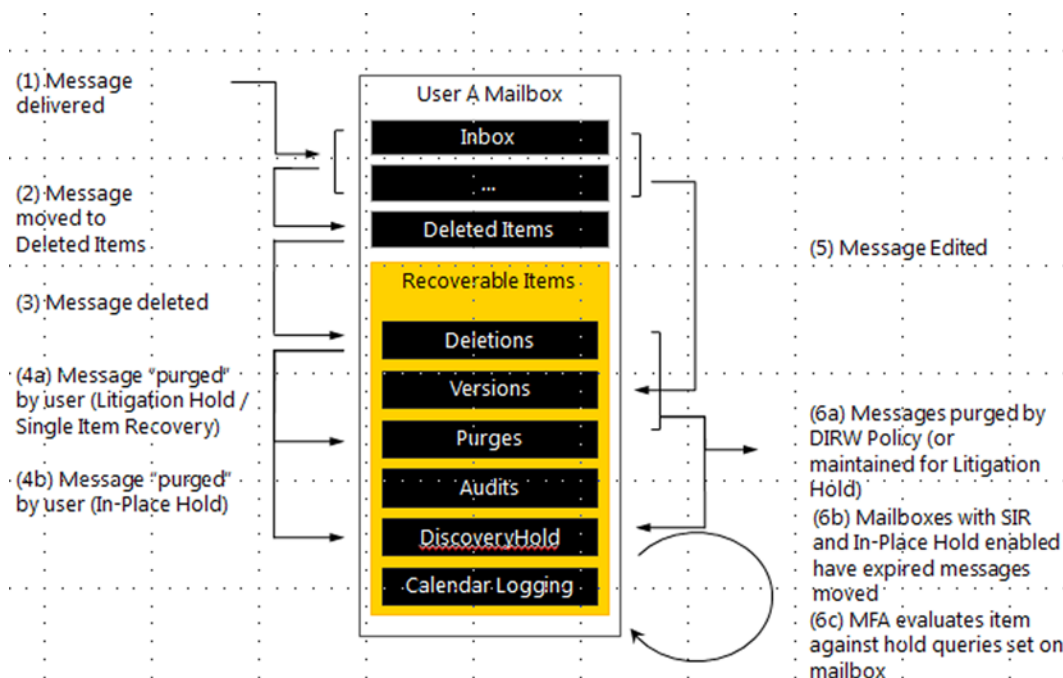 (1) Message
delivered
(2) Message
moved to
Deleted Items
(3) Message deleted
(4a) Message "purged"
by user (Litigation Hold /
Single Item Recovery)
(4b) Message "purged"
by user (In-Place Hold)
User A Mailbox
Inbox
...
Deleted Items
Recoverable Items
Deletions
Versions
Purges
Audits
DiscoveryHold
Calendar Logging
(5) Message Edited
(6a) Messages purged by
DIRW Policy (or
maintained for Litigation
Hold)
(6b) Mailboxes with SIR
and In-Place Hold enabled
have expired messages
moved
(6c) MFA evaluates item
against hold queries set on
mailbox